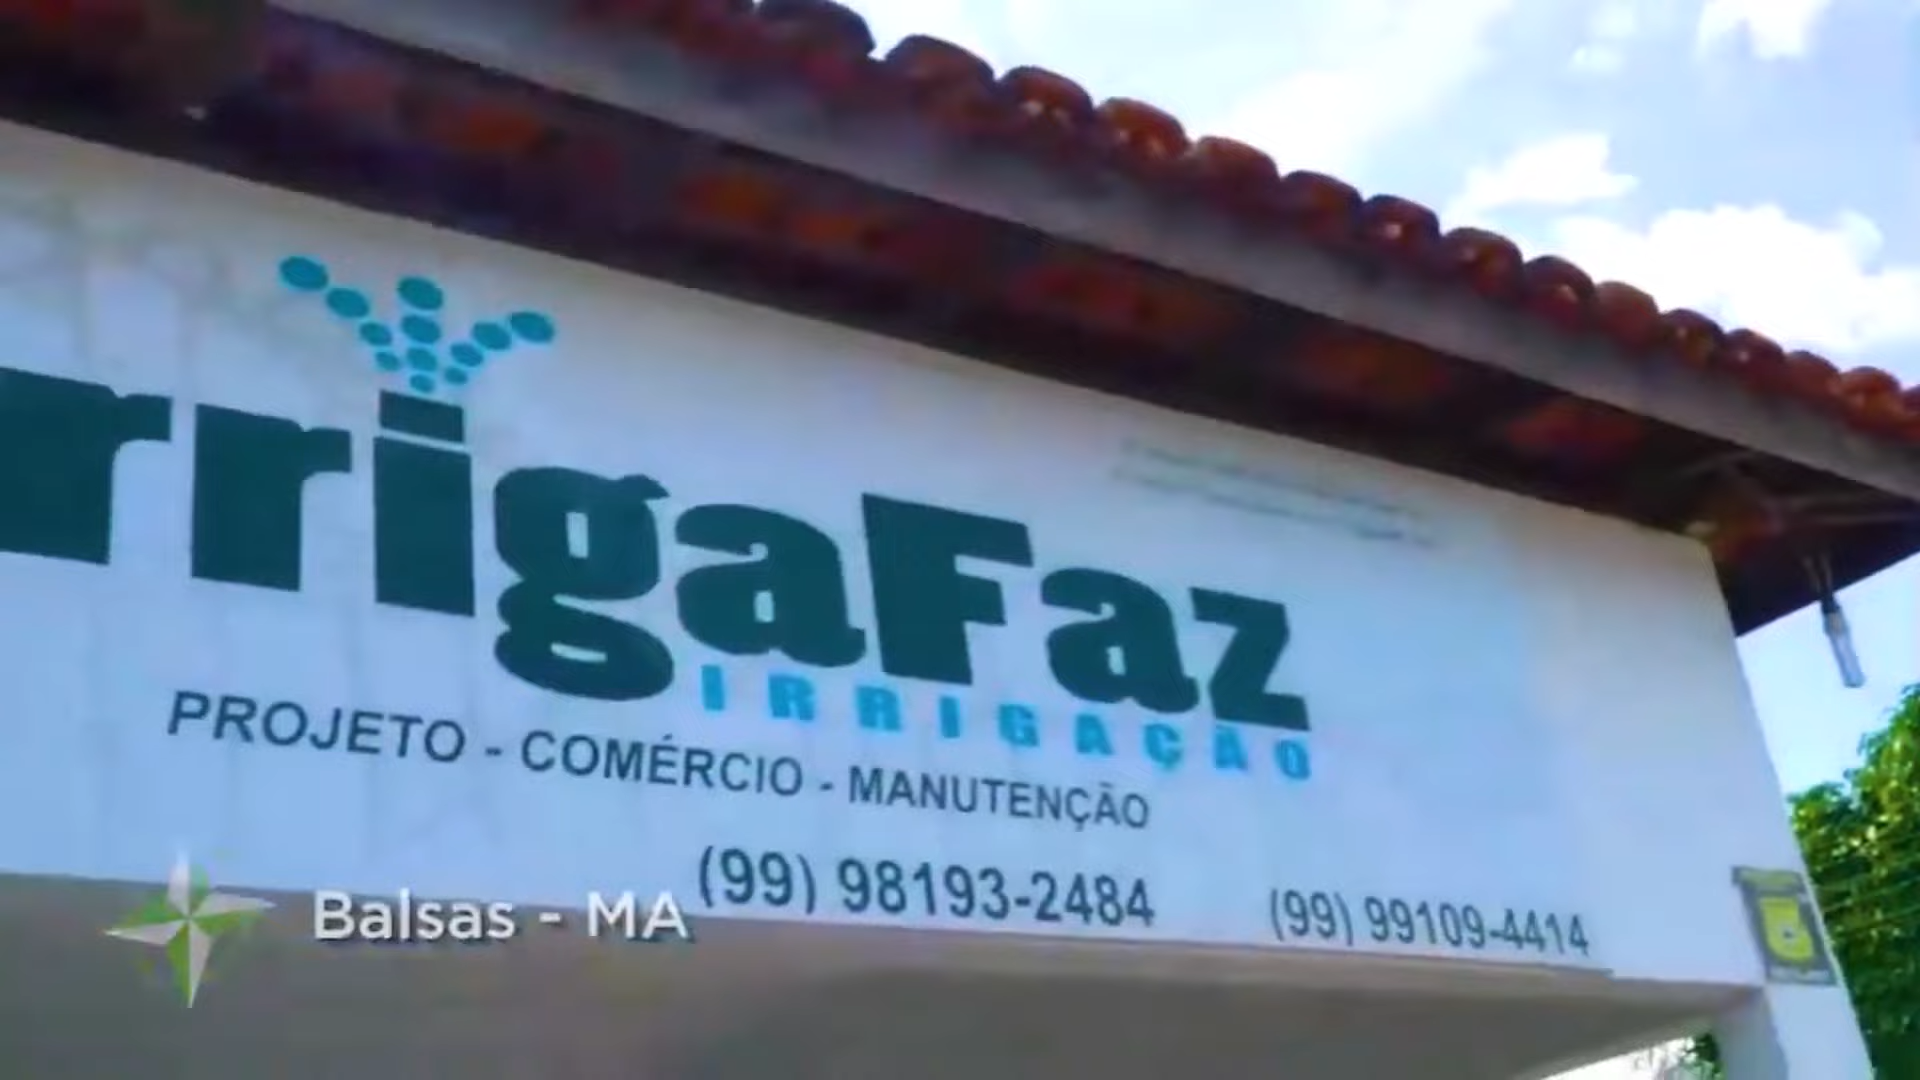 rrigaFaz
IRRIGAÇÃO
PROJETO - COMÉRCIO - MANUTENÇÃO
(99) 98193-2484 (99) 99109-4414
Balsas - MA